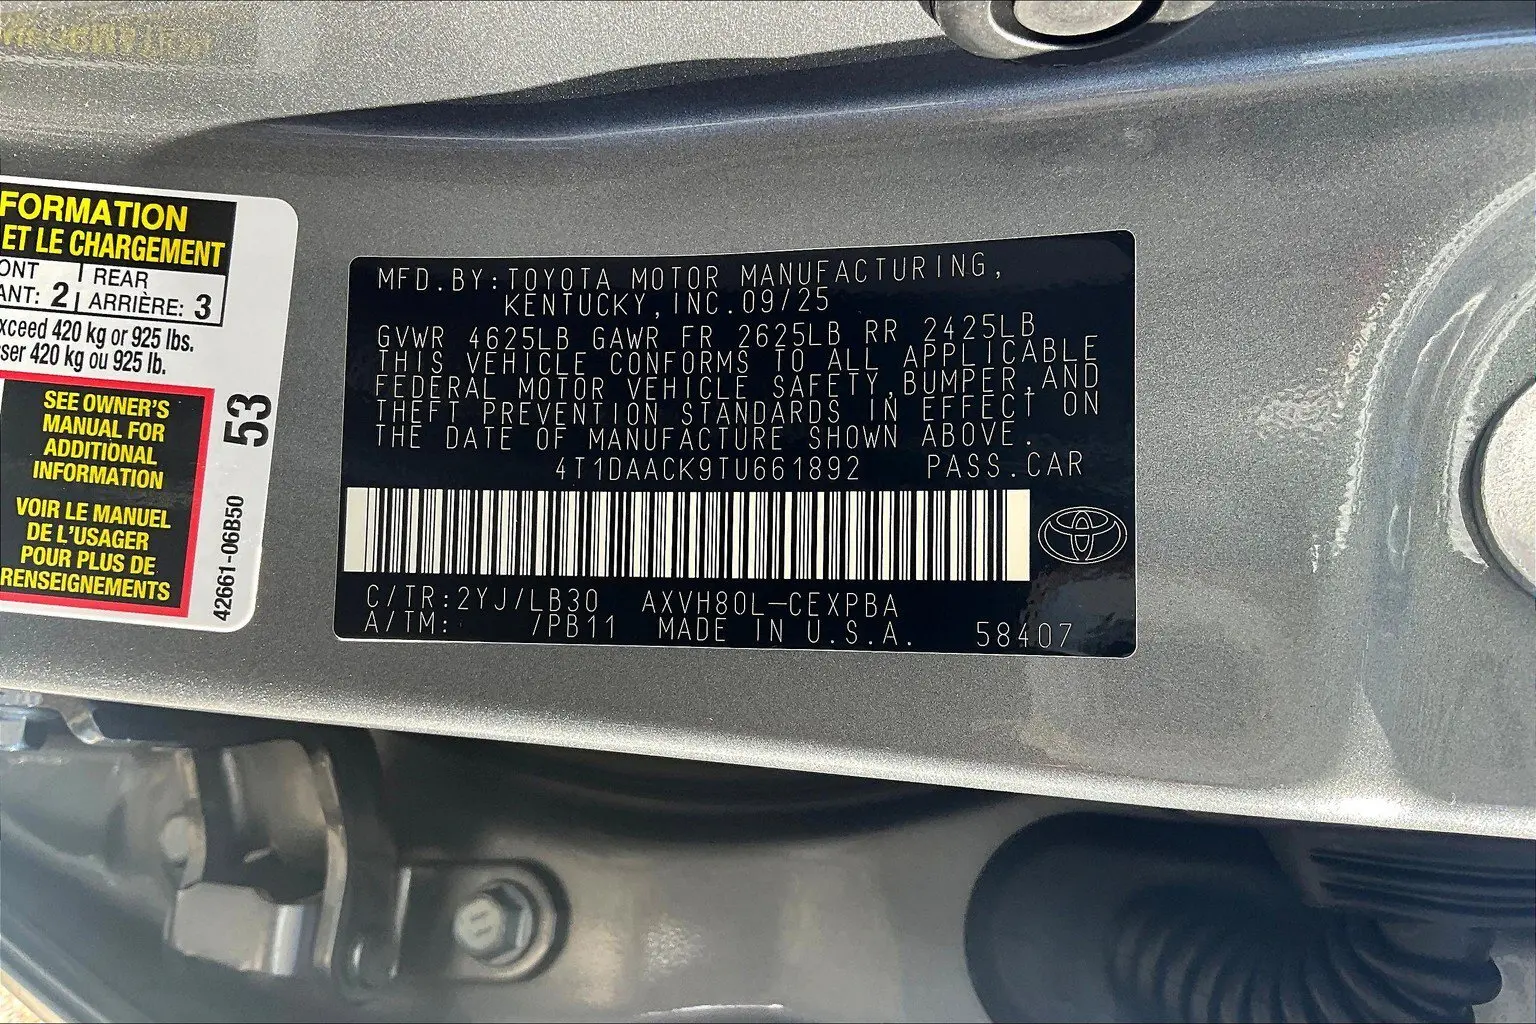 FORMATION
ET LE CHARGEMENT
ONT | REAR
ANT: 2 | ARRIÈRE: 3
xceed 420 kg or 925 lbs.
ser 420 kg ou 925 lb.
SEE OWNER'S
MANUAL FOR
ADDITIONAL
INFORMATION
VOIR LE MANUEL
DE L'USAGER
POUR PLUS DE
RENSEIGNEMENTS
53
42661-06B50
MFD.BY:TOYOTA MOTOR MANUFACTURING,
KENTUCKY,INC.09/25
GVWR 4625LB GAWR FR 2625LB RR 2425LB
THIS VEHICLE CONFORMS TO ALL APPLICABLE
FEDERAL MOTOR VEHICLE SAFETY,BUMPER,AND
THEFT PREVENTION STANDARDS IN EFFECT ON
THE DATE OF MANUFACTURE SHOWN ABOVE.
4T1DAACK9TU661892 PASS.CAR
C/TR:2YJ/LB30 AXVH80L-CEXPBA
A/TM: /PB11 MADE IN U.S.A. 58407